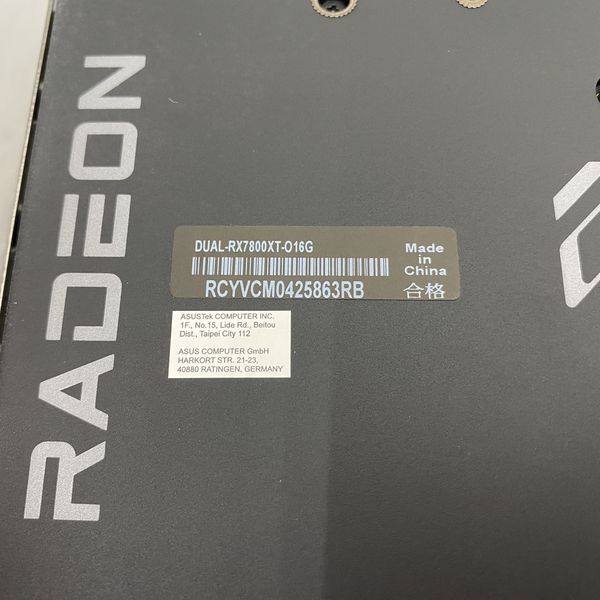 RADEON
DUAL-RX7800XT-O16G
RCYVCM0425863RB
Made
in
China
合格
ASUSTek COMPUTER INC.
1F., No.15, Lide Rd., Beitou
Dist., Taipei City 112
ASUS COMPUTER GmbH
HARKORT STR. 21-23,
40880 RATINGEN, GERMANY